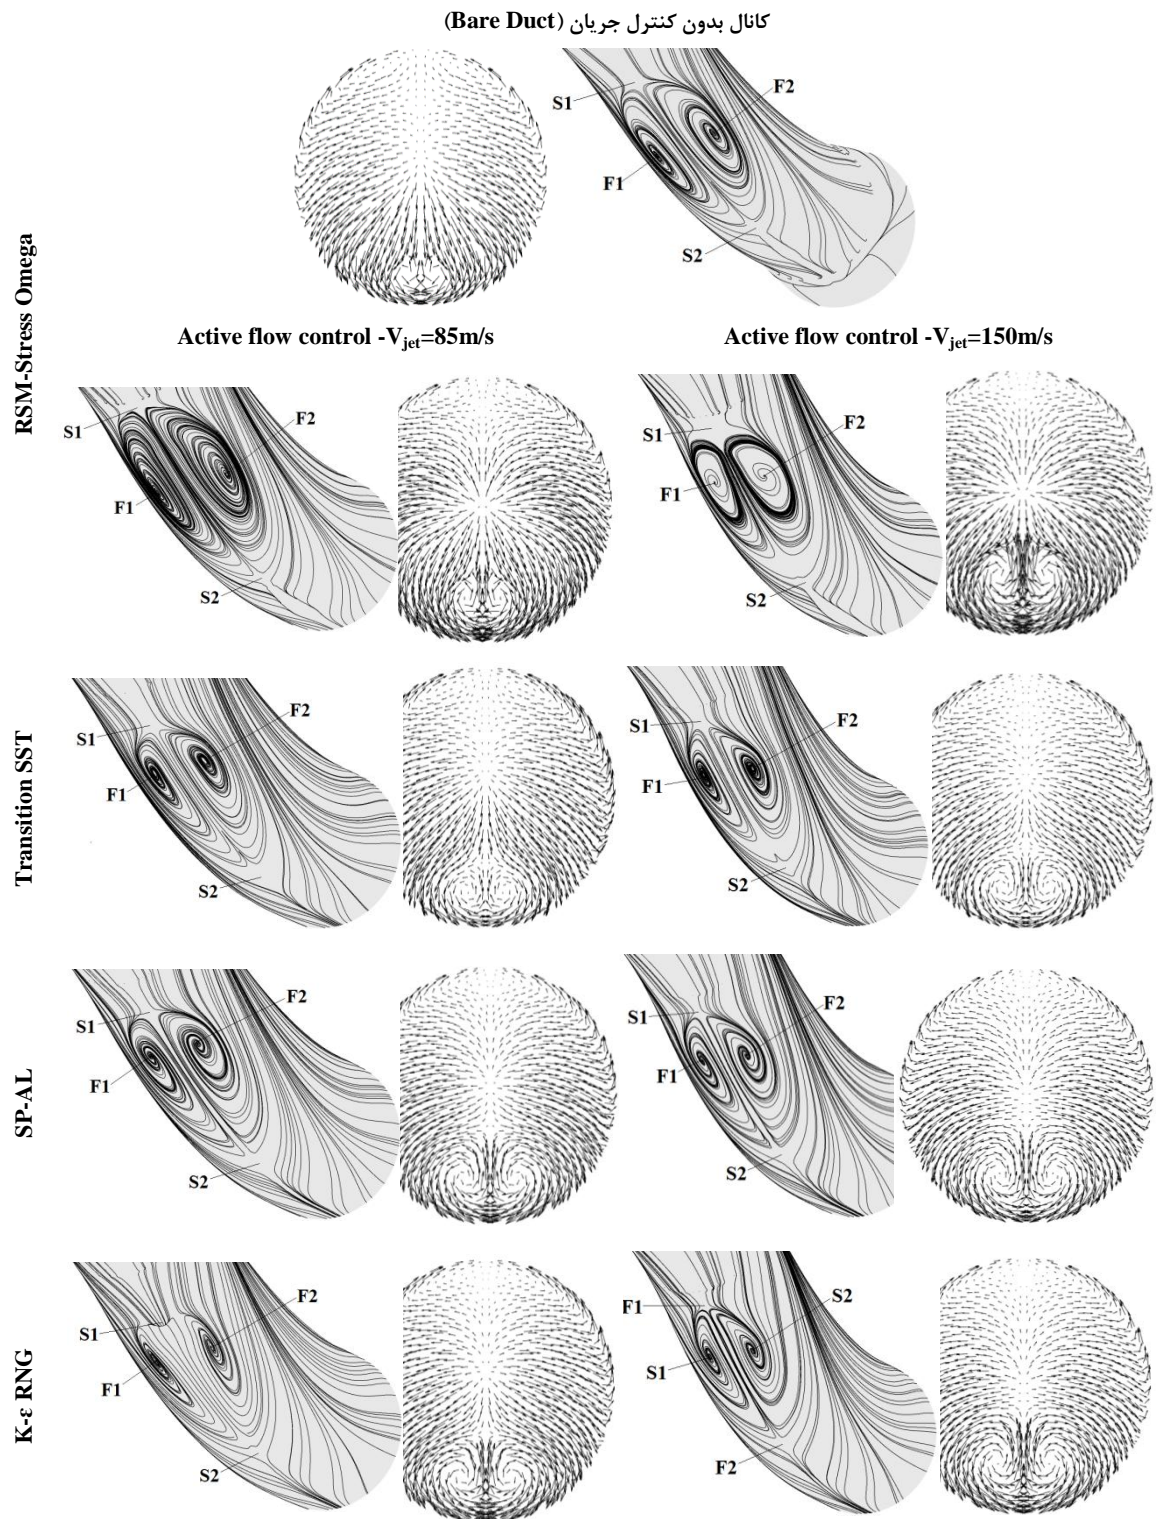 کانال بدون کنترل جریان (Bare Duct)
S1
F2
F1
S2
RSM-Stress Omega
Active flow control -Vjet=85m/s
Active flow control -Vjet=150m/s
S1
F2
F1
S2
S1
F2
F1
S2
Transition SST
S1
F2
F1
S2
S1
F2
F1
S2
SP-AL
S1
F2
F1
S2
S1
F2
F1
S2
K-ε RNG
S1
F2
F1
S2
F1
S2
S1
F2